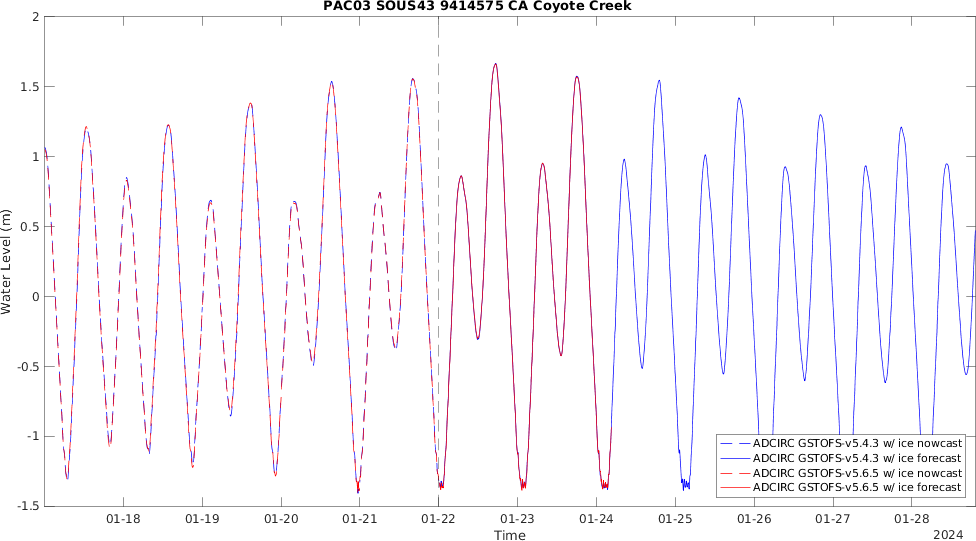 PAC03 SOUS43 9414575 CA Coyote Creek
2
1.5
1
0.5
0
-0.5
-1
-1.5
Water Level (m)
01-18 01-19 01-20 01-21 01-22 01-23 01-24 01-25 01-26 01-27 01-28
Time
2024
ADCIRC GSTOFS-v5.4.3 w/ ice nowcast
ADCIRC GSTOFS-v5.4.3 w/ ice forecast
ADCIRC GSTOFS-v5.6.5 w/ ice nowcast
ADCIRC GSTOFS-v5.6.5 w/ ice forecast